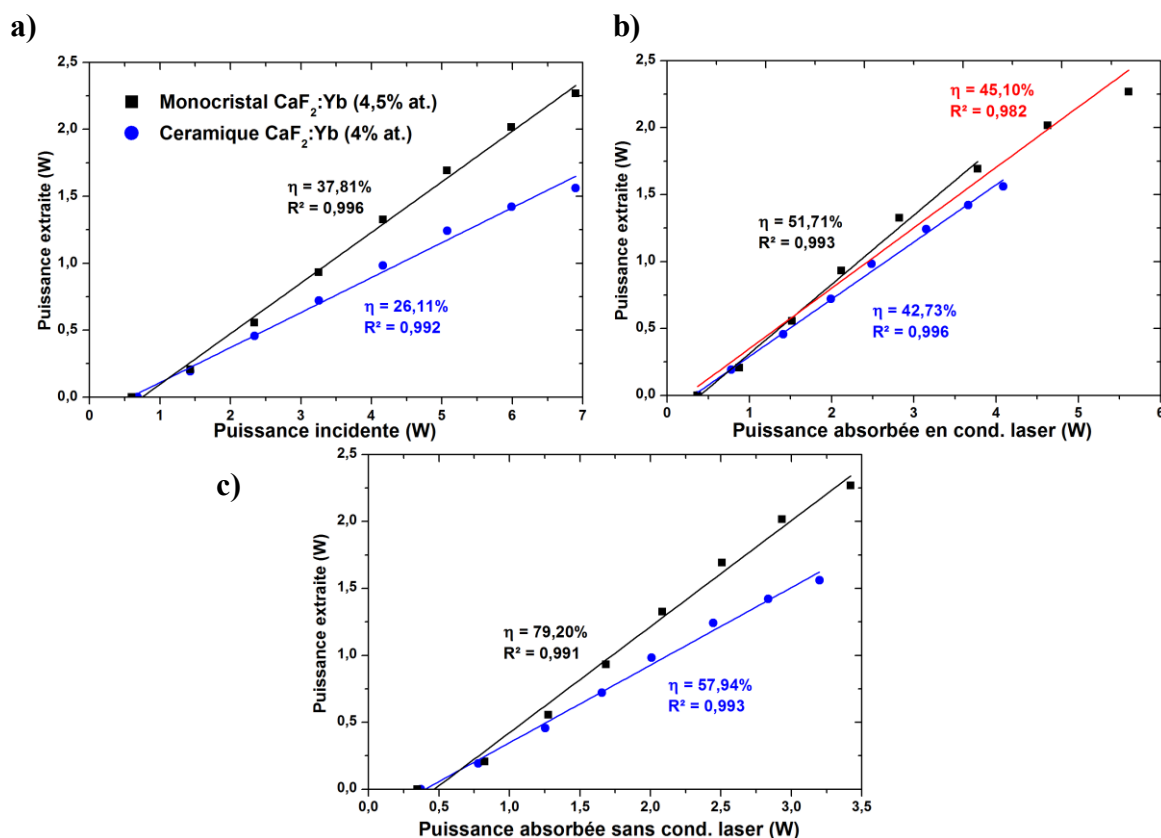 a)
2,5
2,0
1,5
1,0
0,5
0,0
Puissance extraite (W)
Monocristal CaF₂:Yb (4,5% at.)
Ceramique CaF₂:Yb (4% at.)
η = 37,81%
R² = 0,996
η = 26,11%
R² = 0,992
0 1 2 3 4 5 6 7
Puissance incidente (W)
b)
2,5
2,0
1,5
1,0
0,5
0,0
Puissance extraite (W)
η = 45,10%
R² = 0,982
η = 51,71%
R² = 0,993
η = 42,73%
R² = 0,996
0 1 2 3 4 5 6
Puissance absorbée en cond. laser (W)
c)
2,5
2,0
1,5
1,0
0,5
0,0
Puissance extraite (W)
η = 79,20%
R² = 0,991
η = 57,94%
R² = 0,993
0,0 0,5 1,0 1,5 2,0 2,5 3,0 3,5
Puissance absorbée sans cond. laser (W)